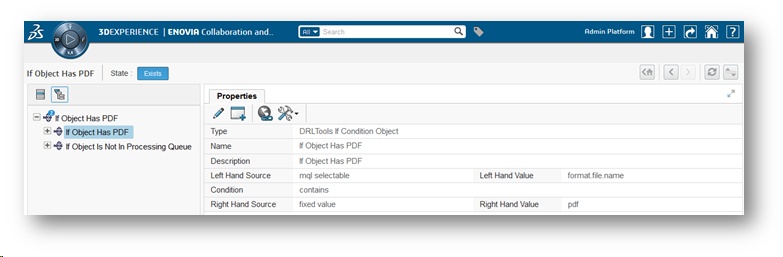 3DEXPERIENCE | ENOVIA Collaboration and.. All Search Admin Platform
If Object Has PDF State : Exists
Properties
If Object Has PDF
If Object Has PDF
If Object Is Not In Processing Queue
Type DRLTools If Condition Object
Name If Object Has PDF
Description If Object Has PDF
Left Hand Source mql selectable Left Hand Value format.file.name
Condition contains
Right Hand Source fixed value Right Hand Value pdf